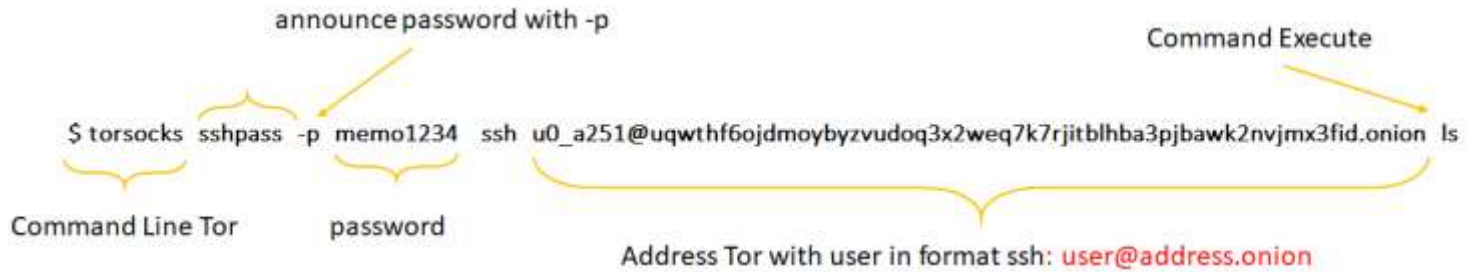 announce password with -p
Command Execute
$ torsocks sshpass -p memo1234 ssh u0_a251@uqwthf6ojdmoybyzvudoq3x2weq7k7rjitblhba3pjbawk2nvjmx3fid.onion ls
Command Line Tor
password
Address Tor with user in format ssh: user@address.onion